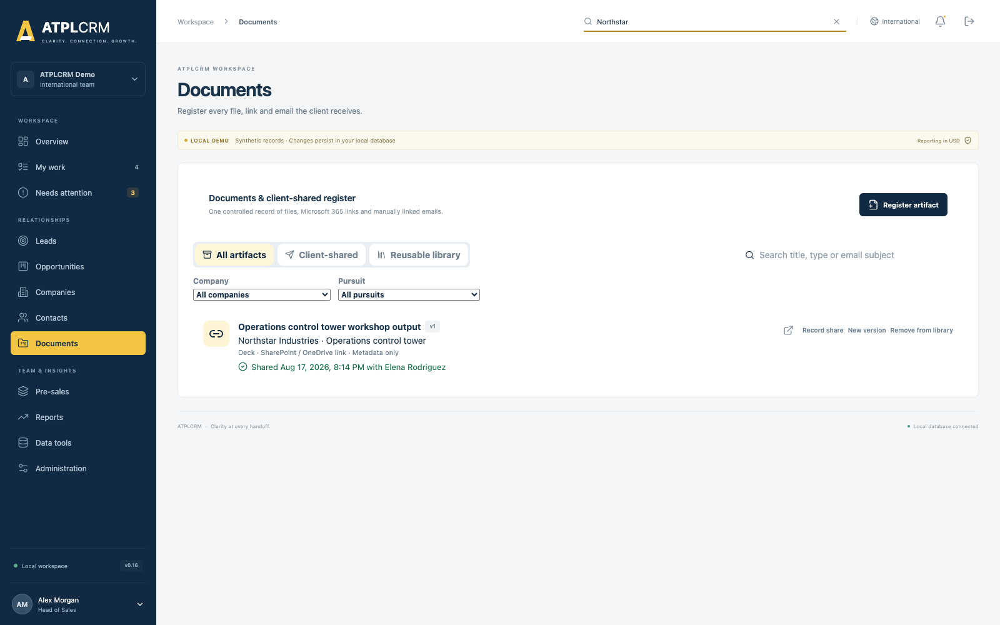 ATPLCRM
CLARITY. CONNECTION. GROWTH.
A
ATPLCRM Demo
International team
WORKSPACE
Overview
My work 4
Needs attention 3
RELATIONSHIPS
Leads
Opportunities
Companies
Contacts
Documents
TEAM & INSIGHTS
Pre-sales
Reports
Data tools
Administration
Local workspace v0.16
AM
Alex Morgan
Head of Sales
Workspace > Documents
Northstar
International
ATPLCRM WORKSPACE
Documents
Register every file, link and email the client receives.
LOCAL DEMO Synthetic records · Changes persist in your local database
Reporting in USD
Documents & client-shared register
One controlled record of files, Microsoft 365 links and manually linked emails.
Register artifact
All artifacts Client-shared Reusable library
Search title, type or email subject
Company Pursuit
All companies All pursuits
Operations control tower workshop output v1
Northstar Industries · Operations control tower
Deck · SharePoint / OneDrive link · Metadata only
Shared Aug 17, 2026, 8:14 PM with Elena Rodriguez
Record share New version Remove from library
ATPLCRM · Clarity at every handoff.
Local database connected